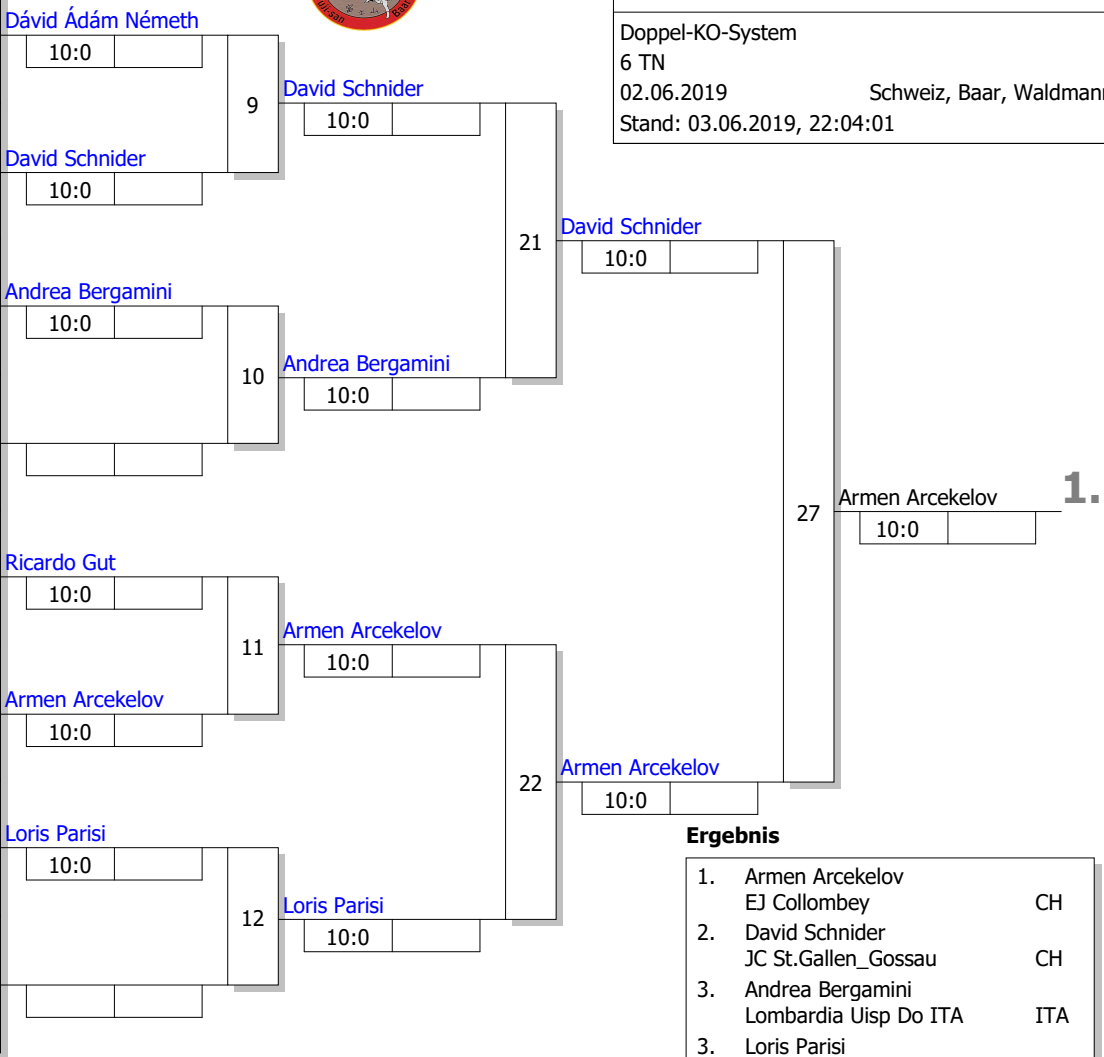 Dávid Ádám Németh
10:0
9
David Schnider
10:0
David Schnider
10:0
Doppel-KO-System
6 TN
02.06.2019 Schweiz, Baar,
Stand: 03.06.2019, 22:04:01
21
David Schnider
10:0
Andrea Bergamini
10:0
10
Andrea Bergamini
10:0
27
Armen Arcekelov 1.
10:0
Ricardo Gut
10:0
11
Armen Arcekelov
10:0
Armen Arcekelov
10:0
22
Armen Arcekelov
10:0
Loris Parisi
10:0
12
Loris Parisi
10:0
Ergebnis
1. Armen Arcekelov
EJ Collombey CH
2. David Schnider
JC St.Gallen_Gossau CH
3. Andrea Bergamini
Lombardia Uisp Do ITA ITA
3. Loris Parisi